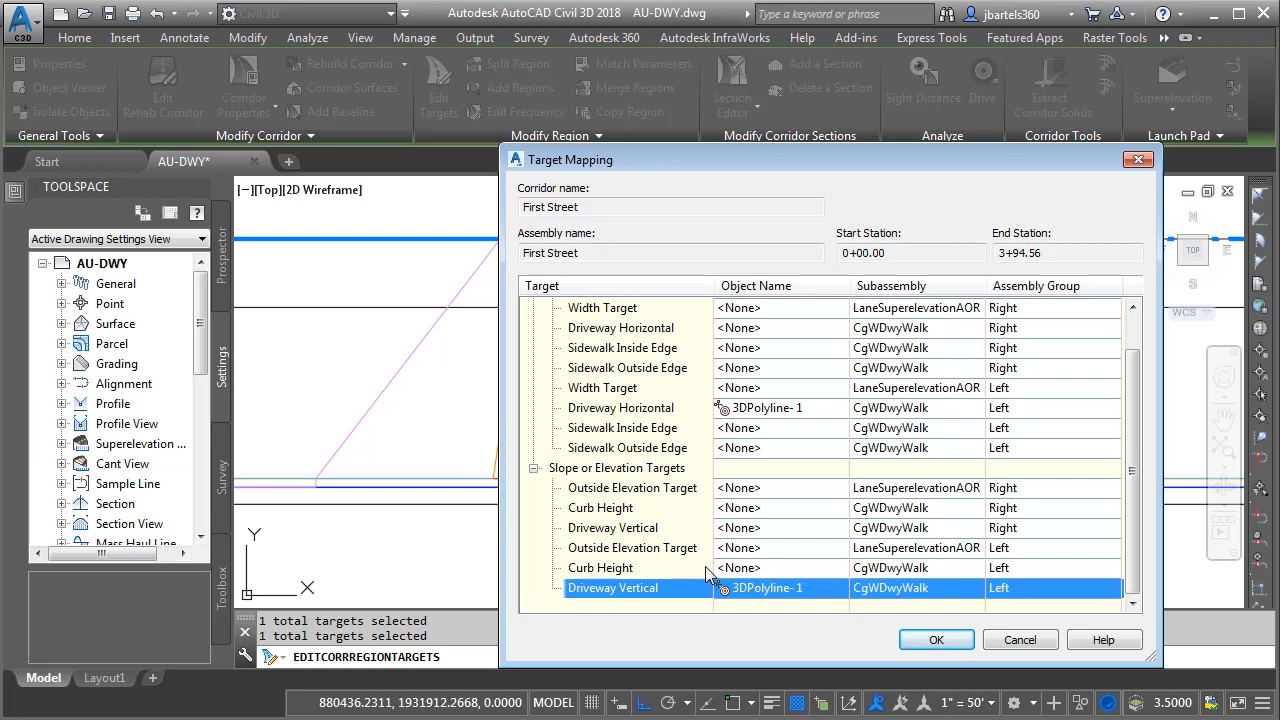 Civil 3D
Autodesk AutoCAD Civil 3D 2018 AU-DWY.dwg
Type a keyword or phrase
jbartels360
C3D
Home Insert Annotate Modify Analyze View Manage Output Survey Autodesk 360 Autodesk InfraWorks Help Add-ins Express Tools Featured Apps Raster Tools
Properties
Object Viewer
Isolate Objects
General Tools
Edit
Rehab Corridor
Corridor
Properties
Rebuild Corridor
Corridor Surfaces
Add Baseline
Modify Corridor
Edit
Targets
Split Region
Add Regions
Edit Frequency
Match Parameters
Merge Regions
Copy Region
Modify Region
Section
Editor
Add a Section
Delete a Section
Modify Corridor Sections
Sight Distance
Drive
Analyze
Extract
Corridor Solids
Corridor Tools
Superelevation
Launch Pad
Start
AU-DWY*
TOOLSPACE
Active Drawing Settings View
AU-DWY
General
Point
Surface
Parcel
Grading
Alignment
Profile
Profile View
Superelevation ...
Cant View
Sample Line
Section
Section View
Mass Haul Line
Prospector
Settings
Survey
Toolbox
[−][Top][2D Wireframe]
Y
X
N
TOP
E
S
WCS
Target Mapping
Corridor name:
First Street
Assembly name:
First Street
Start Station:
0+00.00
End Station:
3+94.56
Target Object Name Subassembly Assembly Group
Width Target <None> LaneSuperelevationAOR Right
Driveway Horizontal <None> CgWDwyWalk Right
Sidewalk Inside Edge <None> CgWDwyWalk Right
Sidewalk Outside Edge <None> CgWDwyWalk Right
Width Target <None> LaneSuperelevationAOR Left
Driveway Horizontal 3DPolyline- 1 CgWDwyWalk Left
Sidewalk Inside Edge <None> CgWDwyWalk Left
Sidewalk Outside Edge <None> CgWDwyWalk Left
Slope or Elevation Targets
Outside Elevation Target <None> LaneSuperelevationAOR Right
Curb Height <None> CgWDwyWalk Right
Driveway Vertical <None> CgWDwyWalk Right
Outside Elevation Target <None> LaneSuperelevationAOR Left
Curb Height <None> CgWDwyWalk Left
Driveway Vertical 3DPolyline- 1 CgWDwyWalk Left
OK Cancel Help
1 total targets selected
1 total targets selected
EDITCORRREGIONTARGETS
Model Layout1
880436.2311, 1931912.2668, 0.0000 MODEL 1" = 50' 3.5000